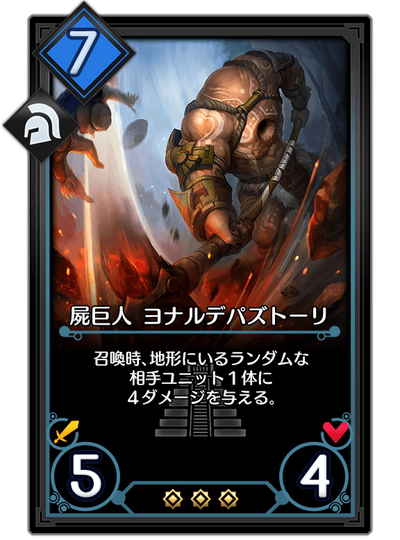 7
屍巨人 ヨナルデパズトーリ
召喚時、地形にいるランダムな
相手ユニット1体に
4ダメージを与える。
5
4